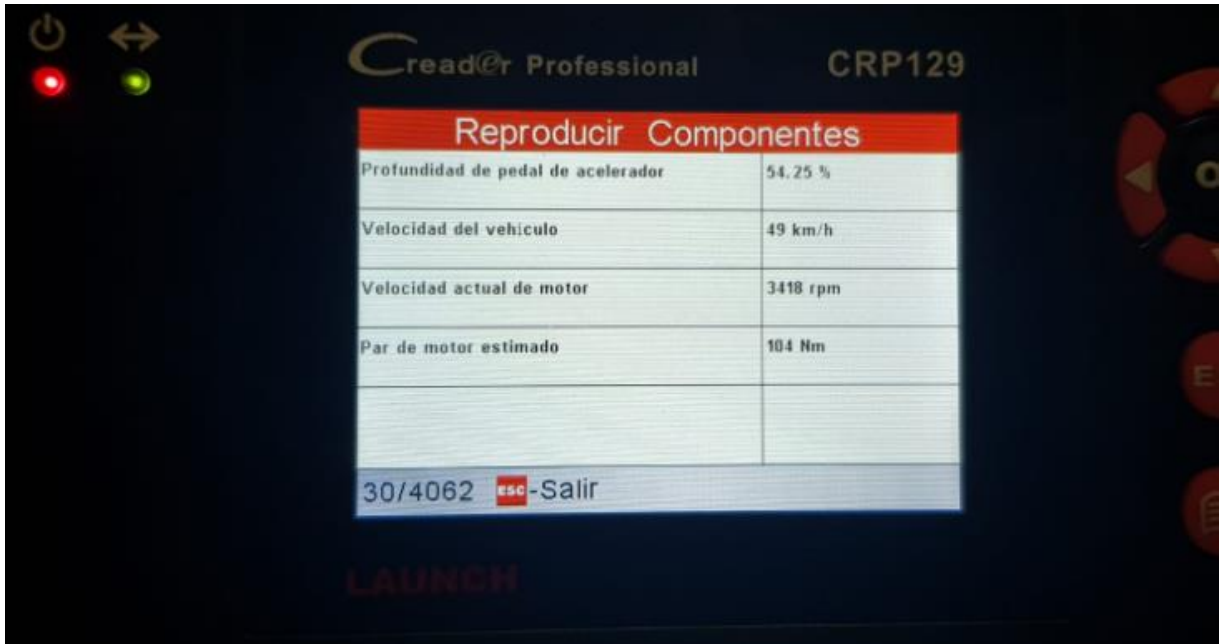 Creader Professional CRP129
Reproducir Componentes
Profundidad de pedal de acelerador 54.25 %
Velocidad del vehiculo 49 km/h
Velocidad actual de motor 3418 rpm
Par de motor estimado 104 Nm
30/4062 ESC-Salir
LAUNCH
O
E